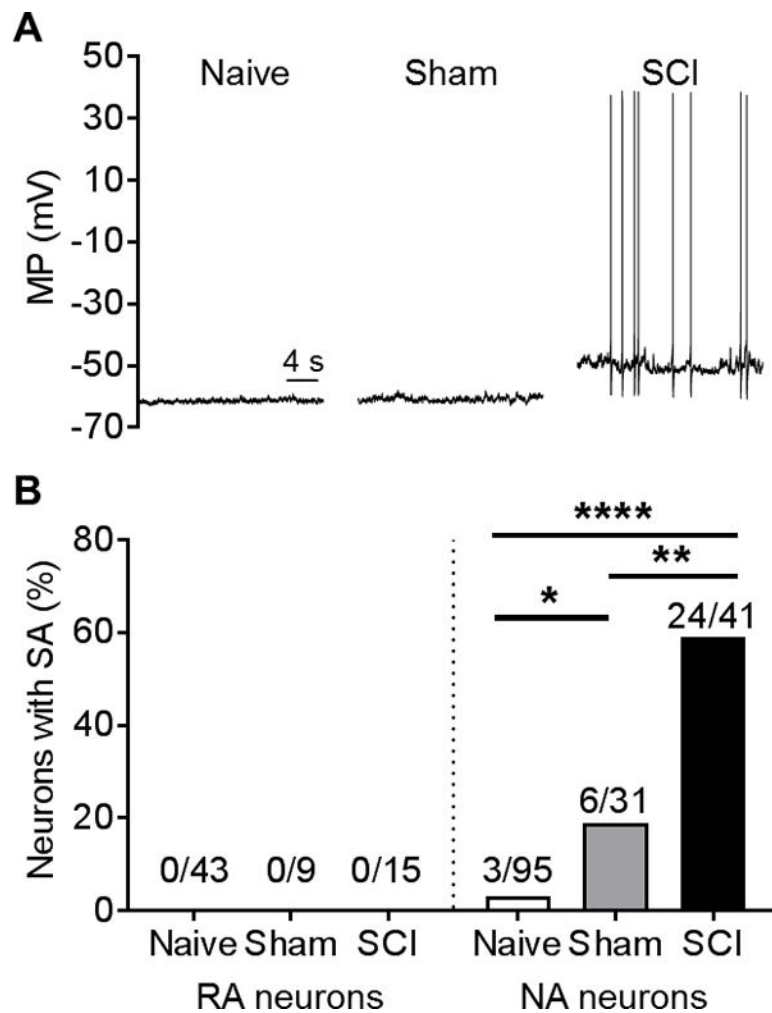 A
Naive Sham SCI
50
30
10
-10
-30
-50
-70
MP (mV)
4 s
B
80
60
40
20
0
Neurons with SA (%)
****
**
*
24/41
6/31
0/43 0/9 0/15 3/95
Naive Sham SCI Naive Sham SCI
RA neurons NA neurons